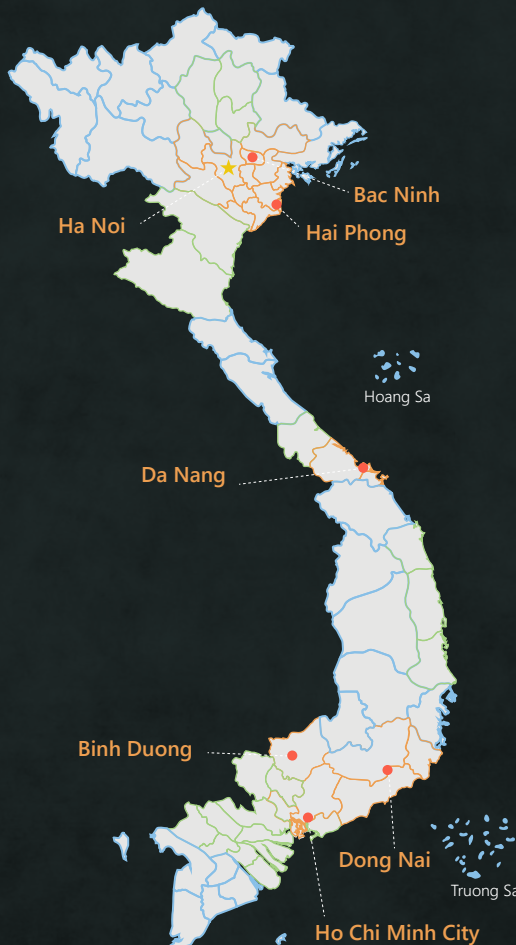 Bac Ninh
Ha Noi
Hai Phong
Hoang Sa
Da Nang
Binh Duong
Dong Nai
Truong Sa
Ho Chi Minh City